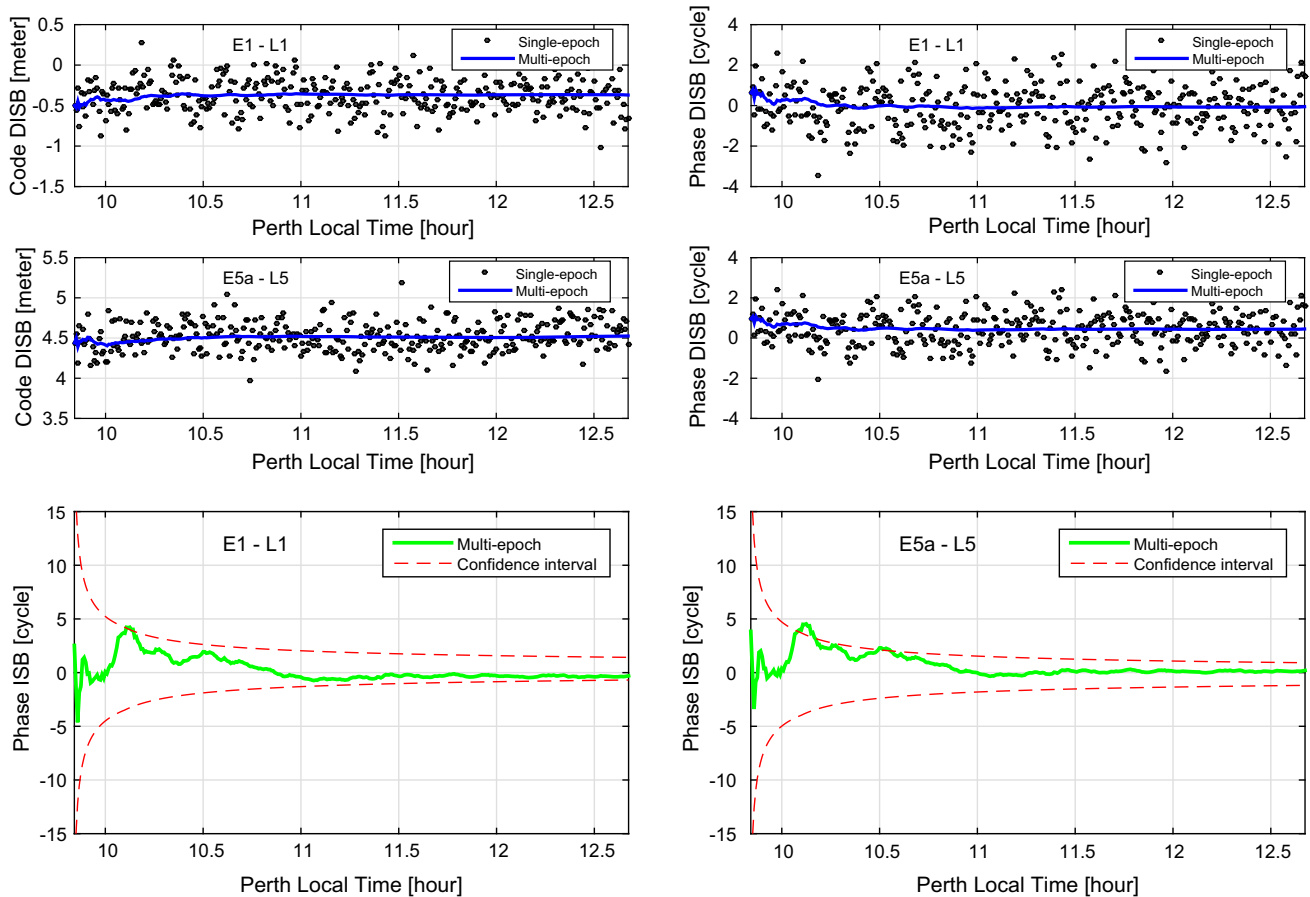 Code DISB [meter]
0.5
0
-0.5
-1
-1.5
E1 - L1
Single-epoch
Multi-epoch
10
10.5
11
11.5
12
12.5
Perth Local Time [hour]
Phase DISB [cycle]
4
2
0
-2
-4
E1 - L1
Single-epoch
Multi-epoch
10
10.5
11
11.5
12
12.5
Perth Local Time [hour]
Code DISB [meter]
5.5
5
4.5
4
3.5
E5a - L5
Single-epoch
Multi-epoch
10
10.5
11
11.5
12
12.5
Perth Local Time [hour]
Phase DISB [cycle]
4
2
0
-2
-4
E5a - L5
Single-epoch
Multi-epoch
10
10.5
11
11.5
12
12.5
Perth Local Time [hour]
Phase ISB [cycle]
15
10
5
0
-5
-10
-15
E1 - L1
Multi-epoch
Confidence interval
10
10.5
11
11.5
12
12.5
Perth Local Time [hour]
Phase ISB [cycle]
15
10
5
0
-5
-10
-15
E5a - L5
Multi-epoch
Confidence interval
10
10.5
11
11.5
12
12.5
Perth Local Time [hour]